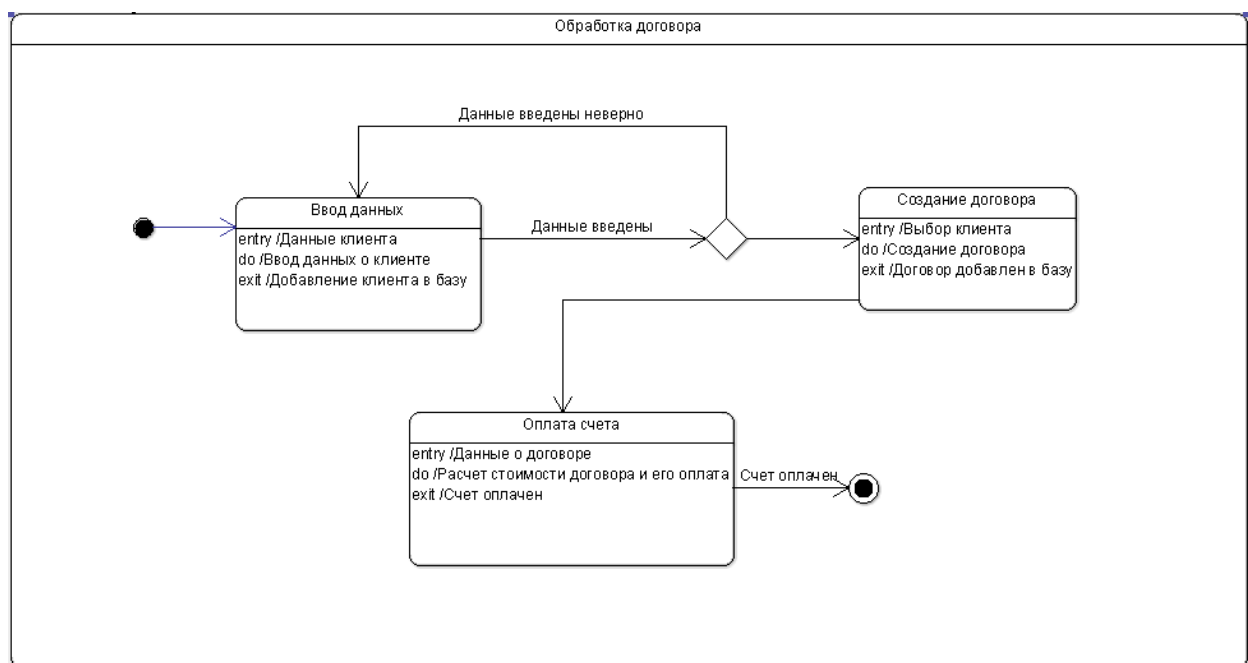 Обработка договора
Данные введены неверно
Ввод данных
entry /Данные клиента
do /Ввод данных о клиенте
exit /Добавление клиента в базу
Данные введены
Создание договора
entry /Выбор клиента
do /Создание договора
exit /Договор добавлен в базу
Оплата счета
entry /Данные о договоре
do /Расчет стоимости договора и его оплата
exit /Счет оплачен
Счет оплачен